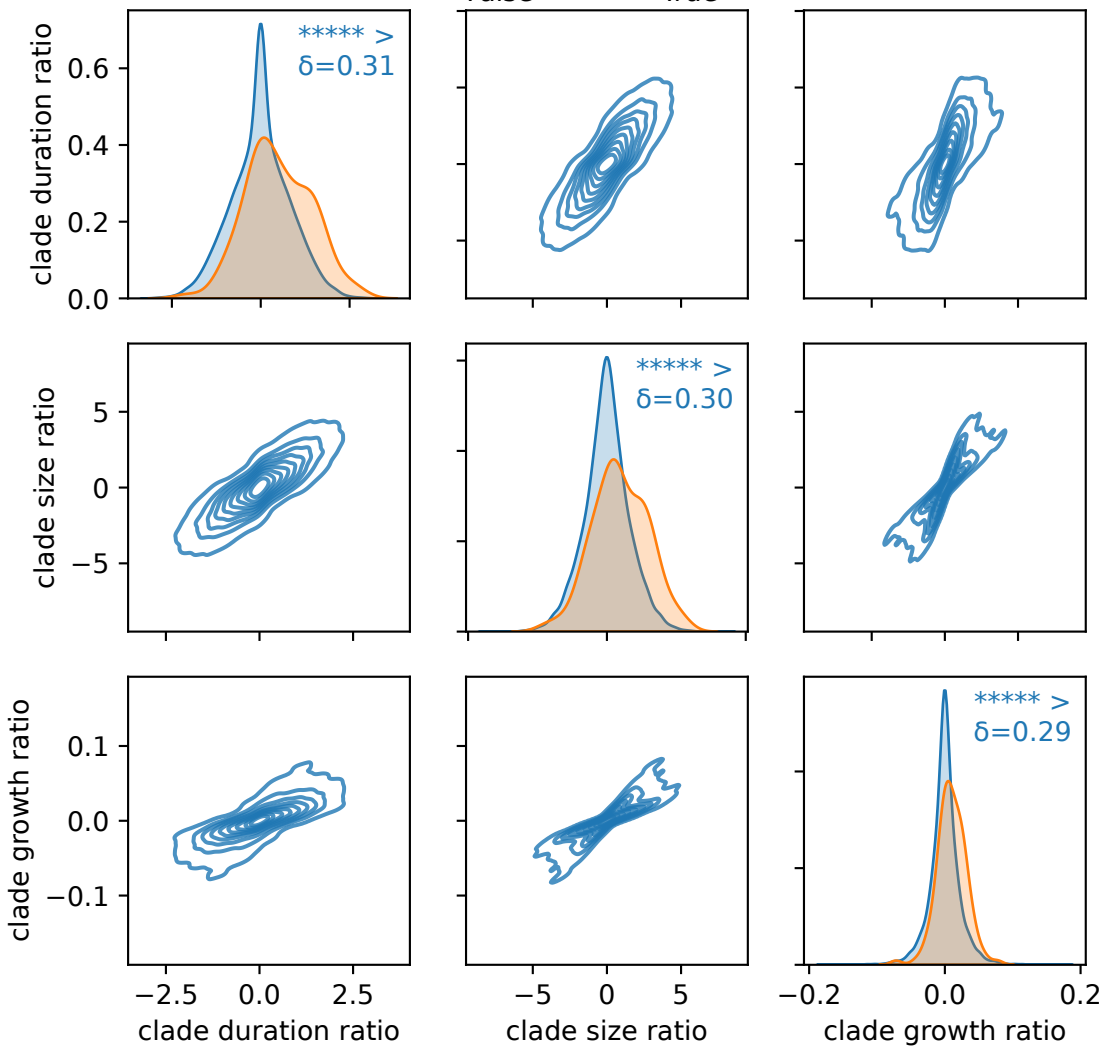 ***** >
δ=0.31
clade duration ratio
0.6
0.4
0.2
0.0
***** >
δ=0.30
clade size ratio
5
0
−5
***** >
δ=0.29
clade growth ratio
0.1
0.0
−0.1
−2.5 0.0 2.5
−5 0 5
−0.2 0.0 0.2
clade duration ratio
clade size ratio
clade growth ratio